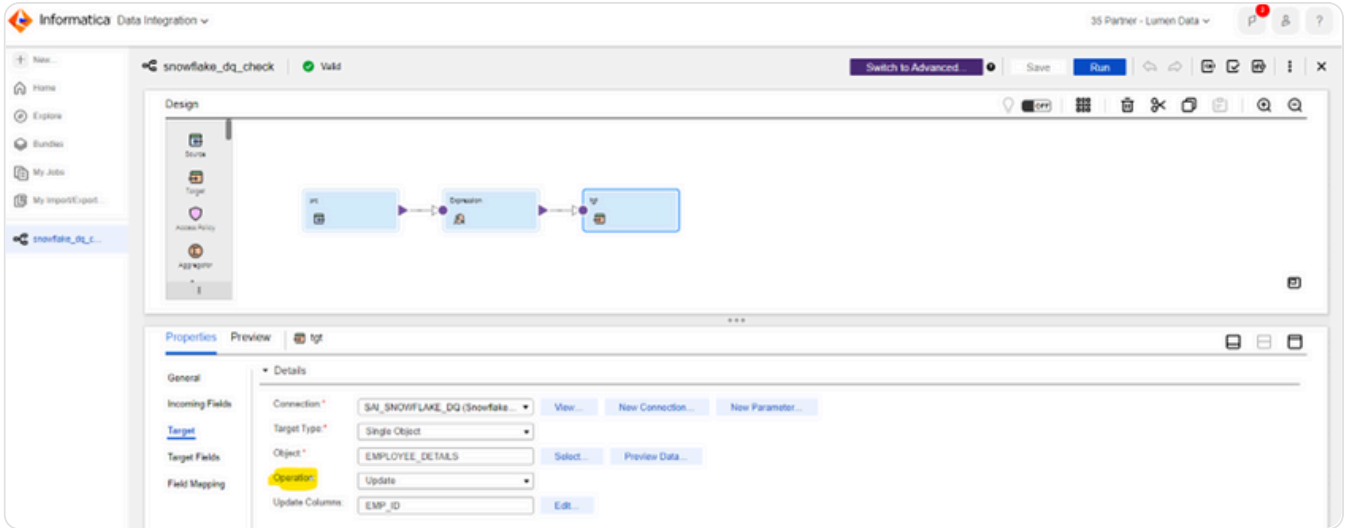 Informatica Data Integration
35 Partner - Lumen Data
?
New...
Home
Explore
Bundles
My Jobs
My Import/Export...
snowflake_dq_c...
snowflake_dq_check
Valid
Switch to Advanced...
Save
Run
Design
OFF
Source
Target
Access Policy
Aggregator
src
Expression
tgt
Properties
Preview
tgt
General
Incoming Fields
Target
Target Fields
Field Mapping
Details
Connection:* SAI_SNOWFLAKE_DQ (Snowflake... View... New Connection... New Parameter...
Target Type:* Single Object
Object:* EMPLOYEE_DETAILS Select... Preview Data...
Operation: Update
Update Columns: EMP_ID Edit...